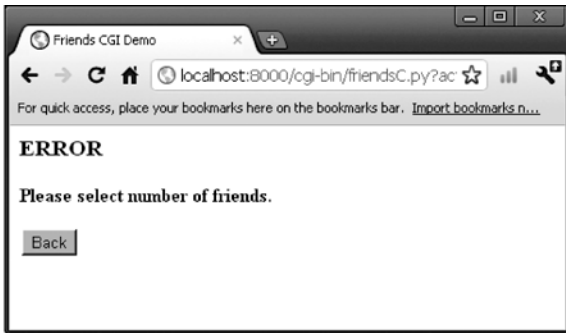 Friends CGI Demo
localhost:8000/cgi-bin/friendsC.py?ac
For quick access, place your bookmarks here on the bookmarks bar. Import bookmarks n...
ERROR
Please select number of friends.
Back